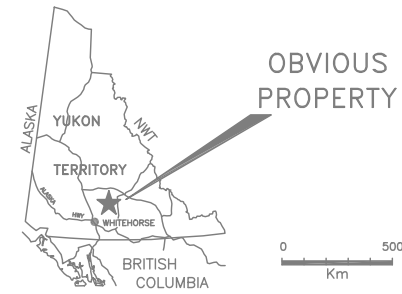 OBVIOUS
PROPERTY
YUKON
TERRITORY
ALASKA
NWT
ALASKA
HWY
WHITEHORSE
BRITISH
COLUMBIA
0
500
Km